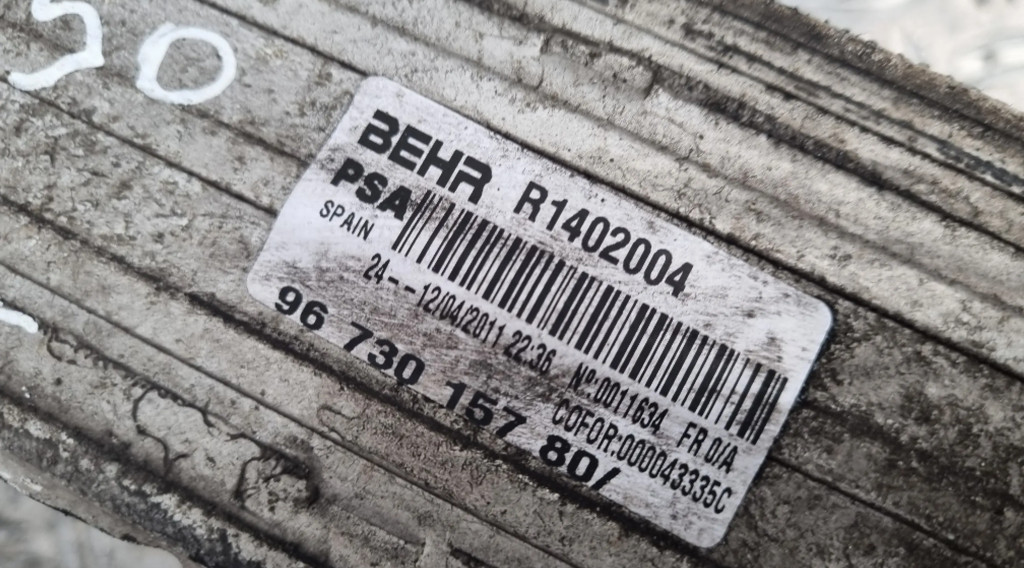 50
BEHR R1402004
PSA
SPAIN
24--12/04/2011 22:36 Nº:0011634 FR 0/A
COFOR:000043335C
96 730 157 80/